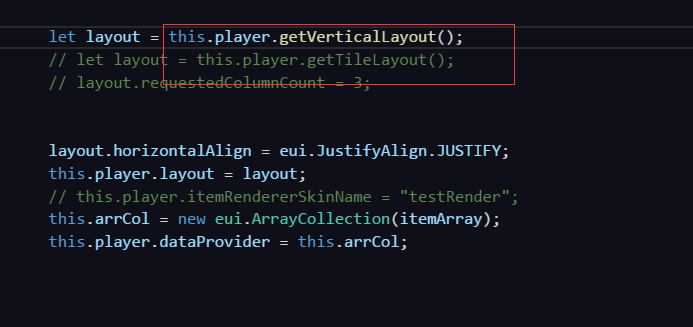 let layout = this.player.getVerticalLayout();
// let layout = this.player.getTileLayout();
// layout.requestedColumnCount = 3;
layout.horizontalAlign = eui.JustifyAlign.JUSTIFY;
this.player.layout = layout;
// this.player.itemRendererSkinName = "testRender";
this.arrCol = new eui.ArrayCollection(itemArray);
this.player.dataProvider = this.arrCol;